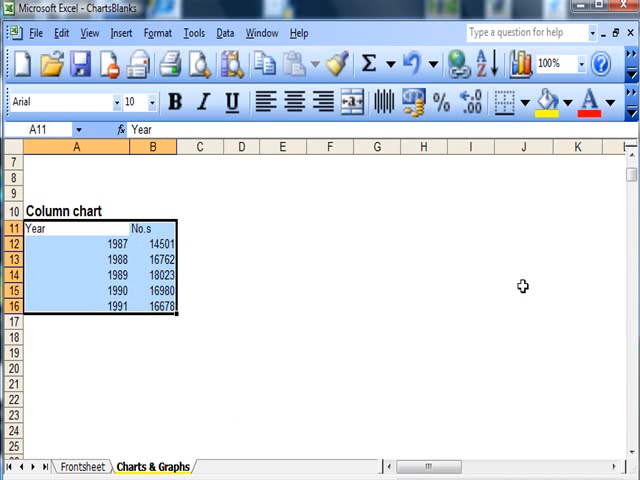 Microsoft Excel - ChartsBlanks
File Edit View Insert Format Tools Data Window Help Type a question for help
Σ A Z 100% ?
Arial 10 B I U a % .00 .0 A
A11 fx Year
A B C D E F G H I J K
7
8
9
10 Column chart
11 Year No.s
12 1987 14501
13 1988 16762
14 1989 18023
15 1990 16980
16 1991 16678
17
18
19
20
21
22
23
24
25
Frontsheet Charts & Graphs